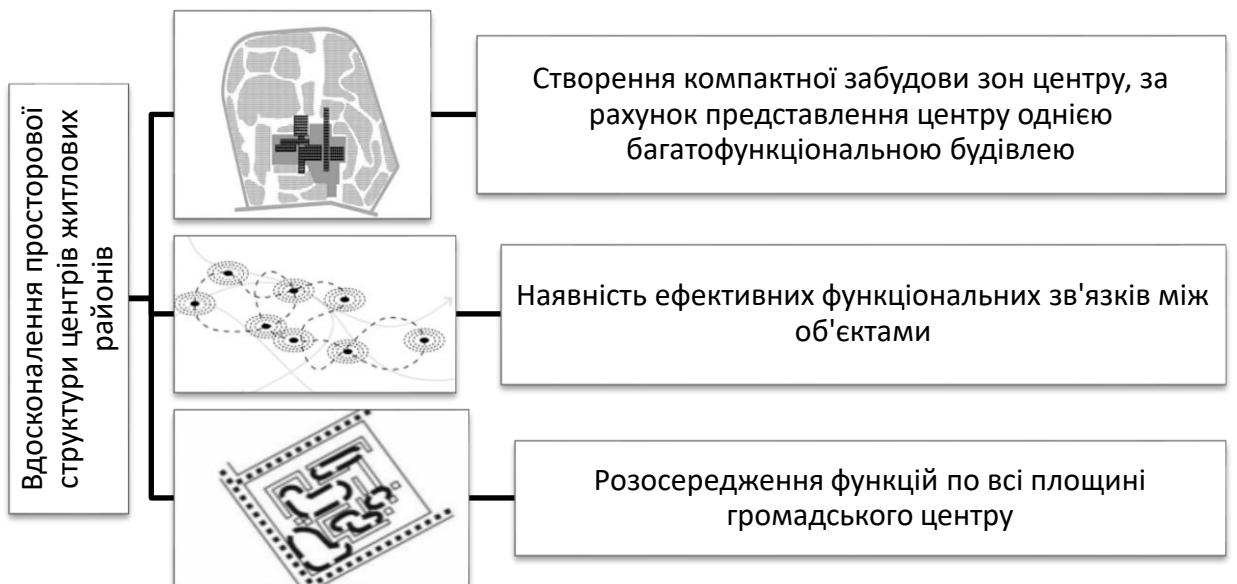 Вдосконалення просторової
структури центрів житлових
районів
Створення компактної забудови зон центру, за
рахунок представлення центру однією
багатофункціональною будівлею
Наявність ефективних функціональних зв'язків між
об'єктами
Розосередження функцій по всі площині
громадського центру